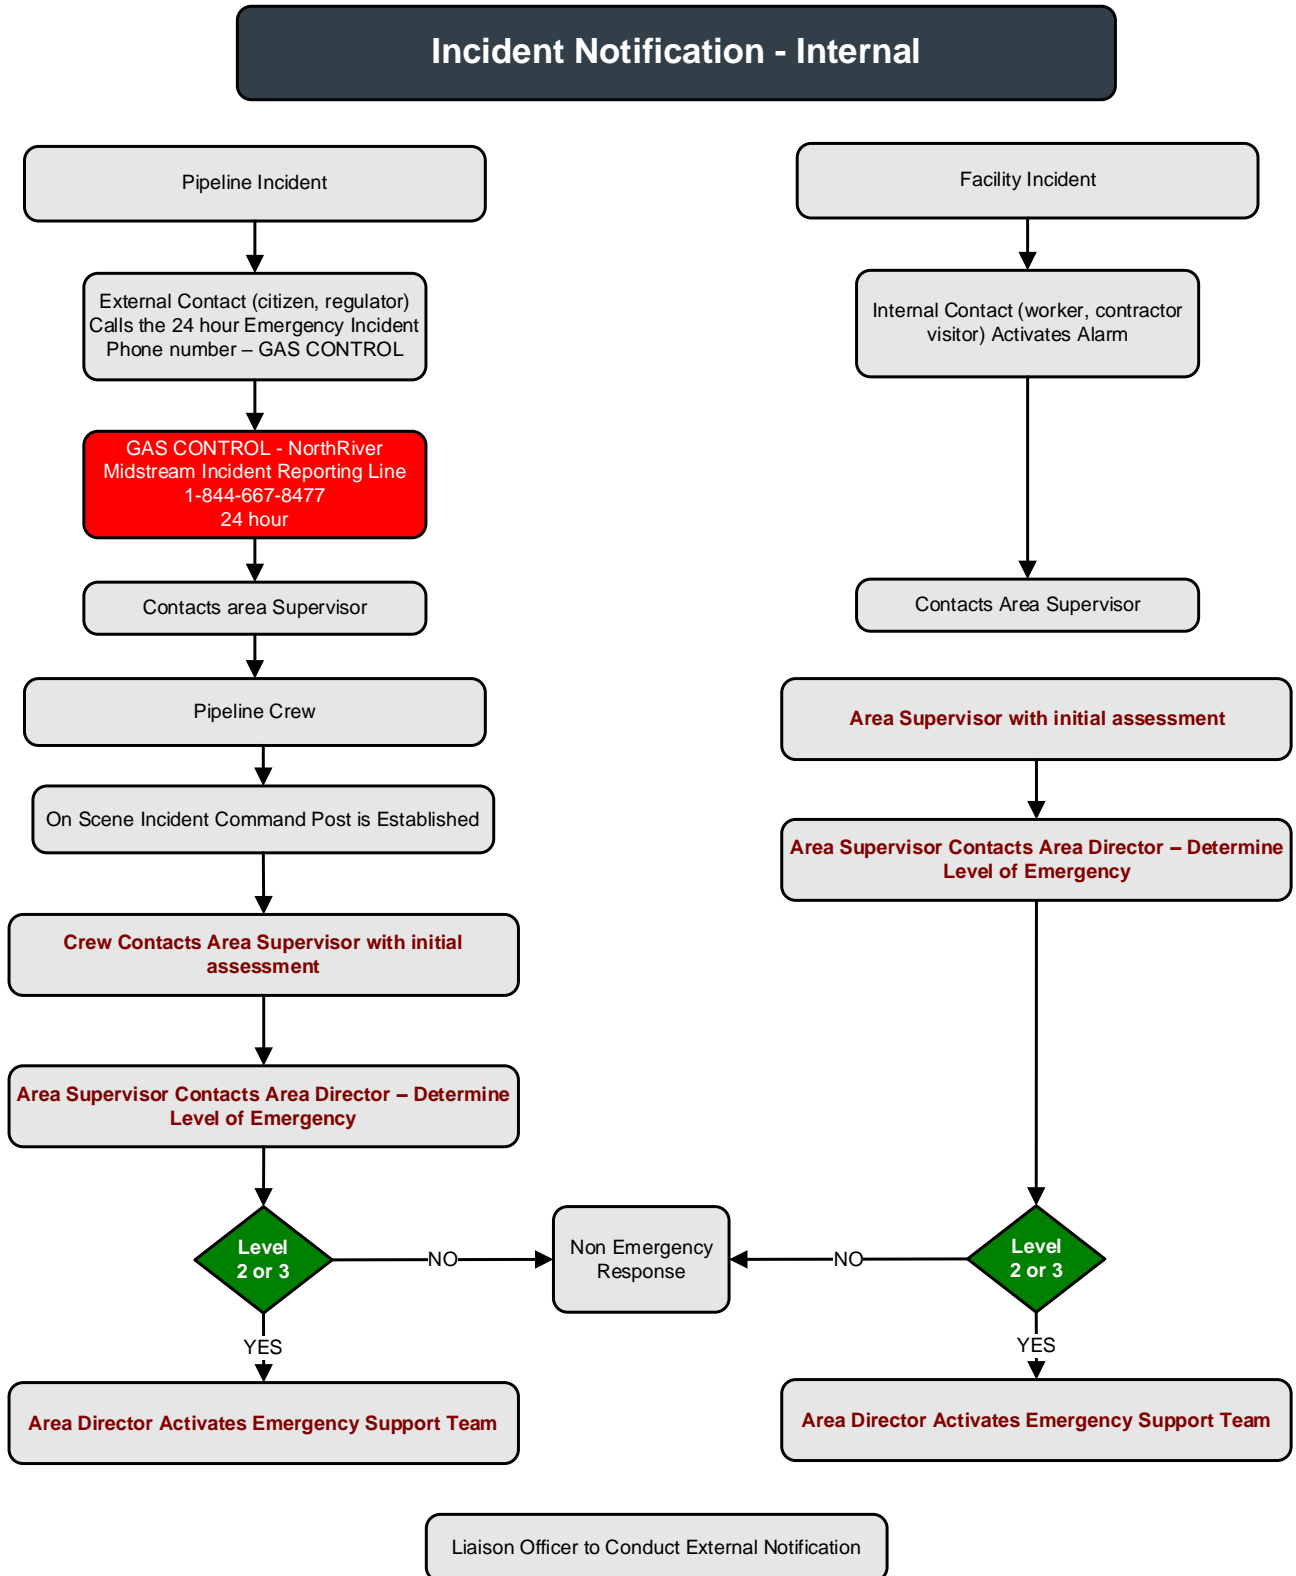 Incident Notification - Internal
Pipeline Incident
External Contact (citizen, regulator)
Calls the 24 hour Emergency Incident
Phone number – GAS CONTROL
GAS CONTROL - NorthRiver
Midstream Incident Reporting Line
1-844-667-8477
24 hour
Contacts area Supervisor
Pipeline Crew
On Scene Incident Command Post is Established
Crew Contacts Area Supervisor with initial
assessment
Area Supervisor Contacts Area Director – Determine
Level of Emergency
Level
2 or 3
NO
YES
Area Director Activates Emergency Support Team
Non Emergency
Response
Facility Incident
Internal Contact (worker, contractor
visitor) Activates Alarm
Contacts Area Supervisor
Area Supervisor with initial assessment
Area Supervisor Contacts Area Director – Determine
Level of Emergency
Level
2 or 3
NO
YES
Area Director Activates Emergency Support Team
Liaison Officer to Conduct External Notification